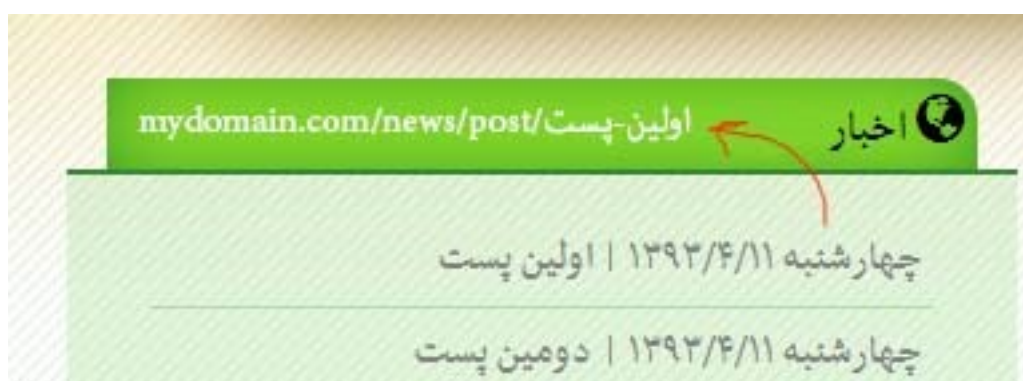 اخبار
mydomain.com/news/post/اولین-پست
چهارشنبه ۱۳۹۳/۴/۱۱ | اولین پست
چهارشنبه ۱۳۹۳/۴/۱۱ | دومین پست